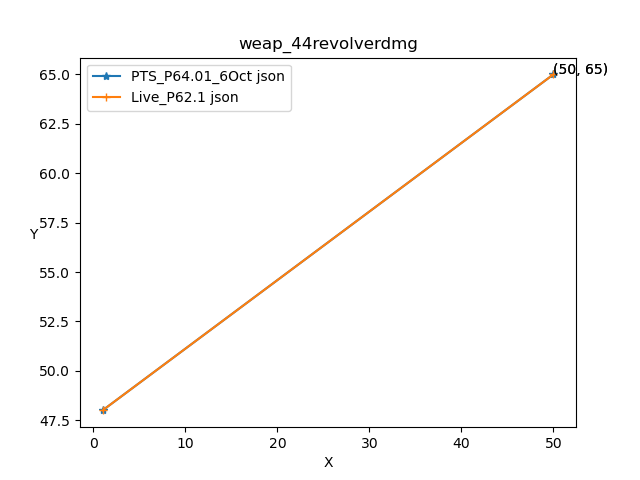 weap_44revolverdmg
PTS_P64.01_6Oct json
Live_P62.1 json
(50, 65)
65.0
62.5
60.0
57.5
Y
55.0
52.5
50.0
47.5
0 10 20 30 40 50
X